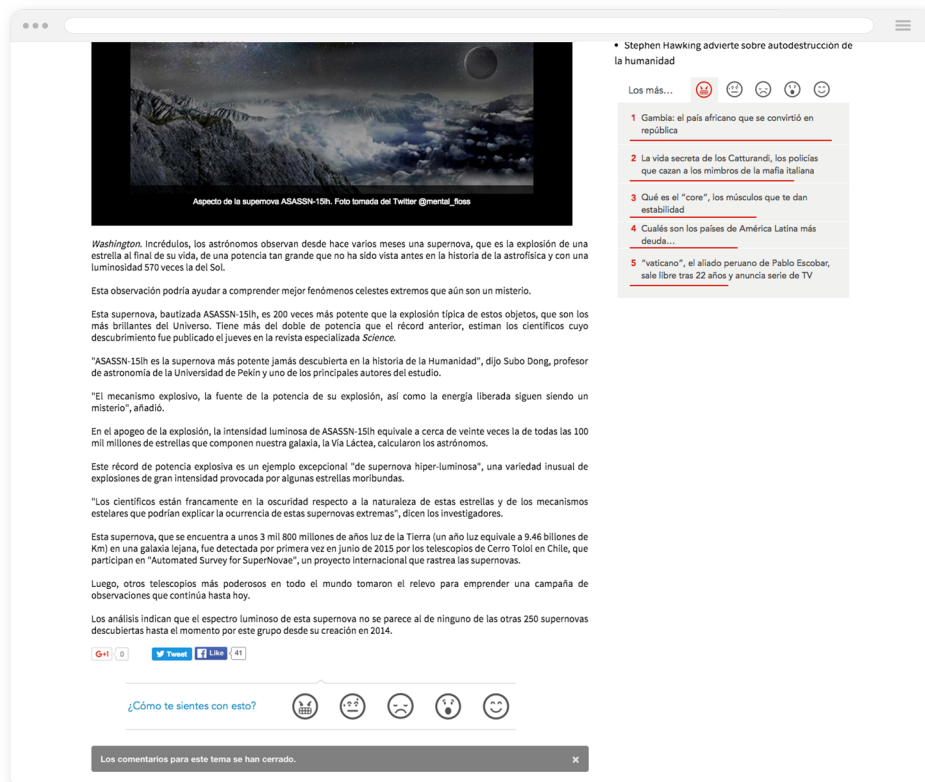 Aspecto de la supernova ASASSN-15lh. Foto tomada del Twitter @mental_floss
Washington. Incrédulos, los astrónomos observan desde hace varios meses una supernova, que es la explosión de una
estrella al final de su vida, de una potencia tan grande que no ha sido vista antes en la historia de la astrofísica y con una
luminosidad 570 veces la del Sol.
Esta observación podría ayudar a comprender mejor fenómenos celestes extremos que aún son un misterio.
Esta supernova, bautizada ASASSN-15lh, es 200 veces más potente que la explosión típica de estos objetos, que son los
más brillantes del Universo. Tiene más del doble de potencia que el récord anterior, estiman los científicos cuyo
descubrimiento fue publicado el jueves en la revista especializada Science.
"ASASSN-15lh es la supernova más potente jamás descubierta en la historia de la Humanidad", dijo Subo Dong, profesor
de astronomía de la Universidad de Pekín y uno de los principales autores del estudio.
"El mecanismo explosivo, la fuente de la potencia de su explosión, así como la energía liberada siguen siendo un
misterio", añadió.
En el apogeo de la explosión, la intensidad luminosa de ASASSN-15lh equivale a cerca de veinte veces la de todas las 100
mil millones de estrellas que componen nuestra galaxia, la Vía Láctea, calcularon los astrónomos.
Este récord de potencia explosiva es un ejemplo excepcional "de supernova hiper-luminosa", una variedad inusual de
explosiones de gran intensidad provocada por algunas estrellas moribundas.
"Los científicos están francamente en la oscuridad respecto a la naturaleza de estas estrellas y de los mecanismos
estelares que podrían explicar la ocurrencia de estas supernovas extremas", dicen los investigadores.
Esta supernova, que se encuentra a unos 3 mil 800 millones de años luz de la Tierra (un año luz equivale a 9.46 billones de
Km) en una galaxia lejana, fue detectada por primera vez en junio de 2015 por los telescopios de Cerro Tolol en Chile, que
participan en "Automated Survey for SuperNovae", un proyecto internacional que rastrea las supernovas.
Luego, otros telescopios más poderosos en todo el mundo tomaron el relevo para emprender una campaña de
observaciones que continúa hasta hoy.
Los análisis indican que el espectro luminoso de esta supernova no se parece al de ninguno de las otras 250 supernovas
descubiertas hasta el momento por este grupo desde su creación en 2014.
G+1 0 Tweet Like 41
¿Cómo te sientes con esto?
Los comentarios para este tema se han cerrado. ×
• Stephen Hawking advierte sobre autodestrucción de
la humanidad
Los más...
1 Gambia: el país africano que se convirtió en
república
2 La vida secreta de los Catturandi, los policías
que cazan a los mimbros de la mafia italiana
3 Qué es el "core", los músculos que te dan
estabilidad
4 Cualés son los países de América Latina más
deuda...
5 "vaticano", el aliado peruano de Pablo Escobar,
sale libre tras 22 años y anuncia serie de TV